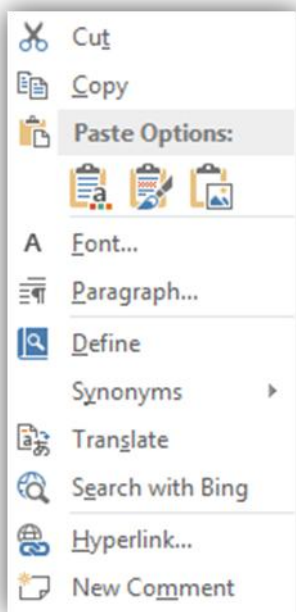 Cut
Copy
Paste Options:
Font...
Paragraph...
Define
Synonyms
Translate
Search with Bing
Hyperlink...
New Comment